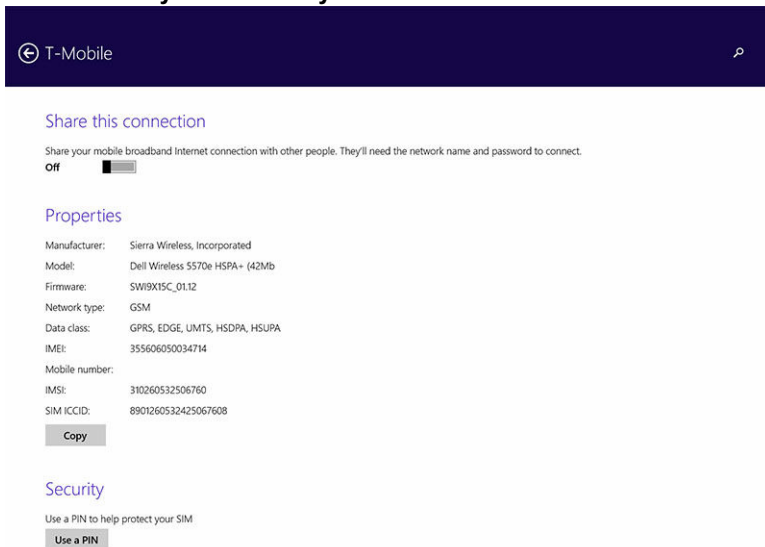 T-Mobile
Share this connection
Share your mobile broadband Internet connection with other people. They'll need the network name and password to connect.
Off
Properties
Manufacturer: Sierra Wireless, Incorporated
Model: Dell Wireless 5570e HSPA+ (42Mb
Firmware: SWI9X15C_01.12
Network type: GSM
Data class: GPRS, EDGE, UMTS, HSDPA, HSUPA
IMEI: 355606050034714
Mobile number:
IMSI: 310260532506760
SIM ICCID: 8901260532425067608
Copy
Security
Use a PIN to help protect your SIM
Use a PIN